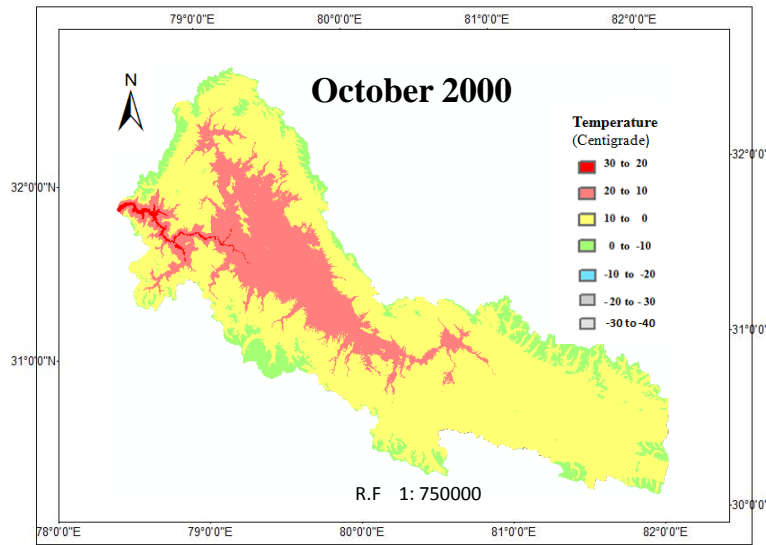 79°0'0"E 80°0'0"E 81°0'0"E 82°0'0"E
N
October 2000
Temperature
(Centigrade)
30 to 20
20 to 10
10 to 0
0 to -10
-10 to -20
-20 - 30
-30 to -40
32°0'0"N
32°0'0"N
31°0'0"N
31°0'0"N
30°0'0"N
R.F 1: 750000
78°0'0"E 79°0'0"E 80°0'0"E 81°0'0"E 82°0'0"E